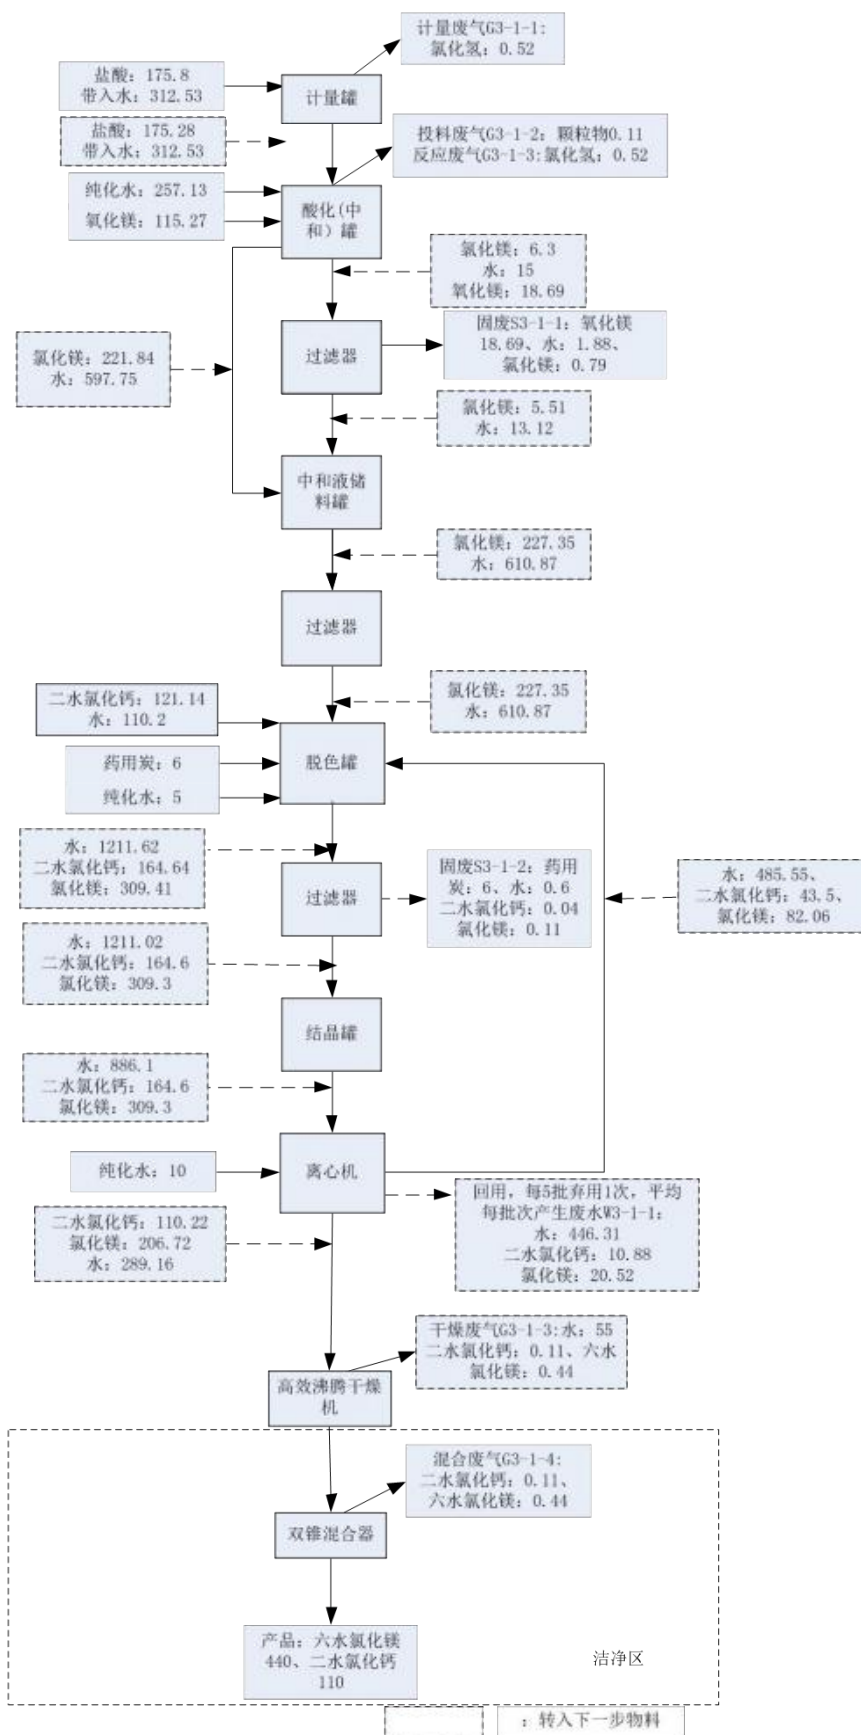 计量废气G3-1-1:
氯化氢：0.52
盐酸：175.8
带入水：312.53
计量罐
盐酸：175.28
带入水：312.53
投料废气G3-1-2：颗粒物0.11
反应废气G3-1-3:氯化氢：0.52
纯化水：257.13
氧化镁：115.27
酸化(中
和）罐
氯化镁：6.3
水：15
氧化镁：18.69
固废S3-1-1：氧化镁
18.69、水：1.88、
氯化镁：0.79
过滤器
氯化镁：221.84
水：597.75
氯化镁：5.51
水：13.12
中和液储
料罐
氯化镁：227.35
水：610.87
过滤器
氯化镁：227.35
水：610.87
二水氯化钙：121.14
水：110.2
药用炭：6
纯化水：5
脱色罐
水：1211.62
二水氯化钙：164.64
氯化镁：309.41
过滤器
固废S3-1-2：药用
炭：6、水：0.6
二水氯化钙：0.04
氯化镁：0.11
水：485.55、
二水氯化钙：43.5、
氯化镁：82.06
水：1211.02
二水氯化钙：164.6
氯化镁：309.3
结晶罐
水：886.1
二水氯化钙：164.6
氯化镁：309.3
纯化水：10
离心机
回用，每5批弃用1次，平均
每批次产生废水W3-1-1：
水：446.31
二水氯化钙：10.88
氯化镁：20.52
二水氯化钙：110.22
氯化镁：206.72
水：289.16
干燥废气G3-1-3:水：55
二水氯化钙：0.11、六水
氯化镁：0.44
高效沸腾干燥
机
混合废气G3-1-4:
二水氯化钙：0.11、
六水氯化镁：0.44
双锥混合器
产品：六水氯化镁
440、二水氯化钙
110
洁净区
：转入下一步物料